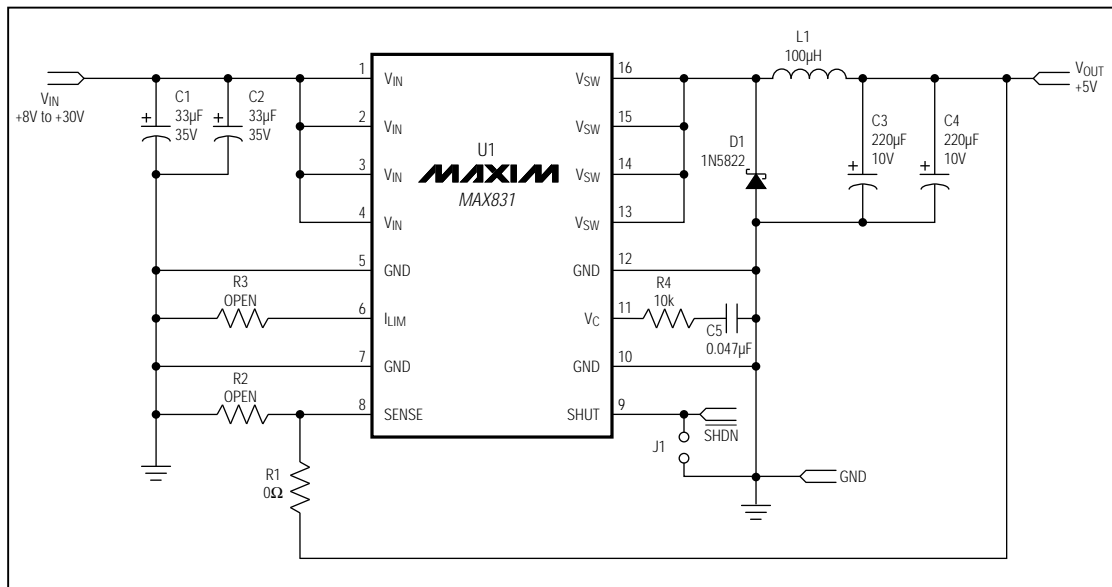 V_IN
+8V to +30V
C1
33µF
35V
C2
33µF
35V
1
V_IN
2
V_IN
3
V_IN
4
V_IN
5
GND
R3
OPEN
6
I_LIM
7
GND
R2
OPEN
8
SENSE
R1
0Ω
U1
MAXIM
MAX831
16
V_SW
15
V_SW
14
V_SW
13
V_SW
12
GND
11
V_C
10
GND
9
SHUT
R4
10k
C5
0.047µF
SHDN
J1
GND
D1
1N5822
L1
100µH
C3
220µF
10V
C4
220µF
10V
V_OUT
+5V